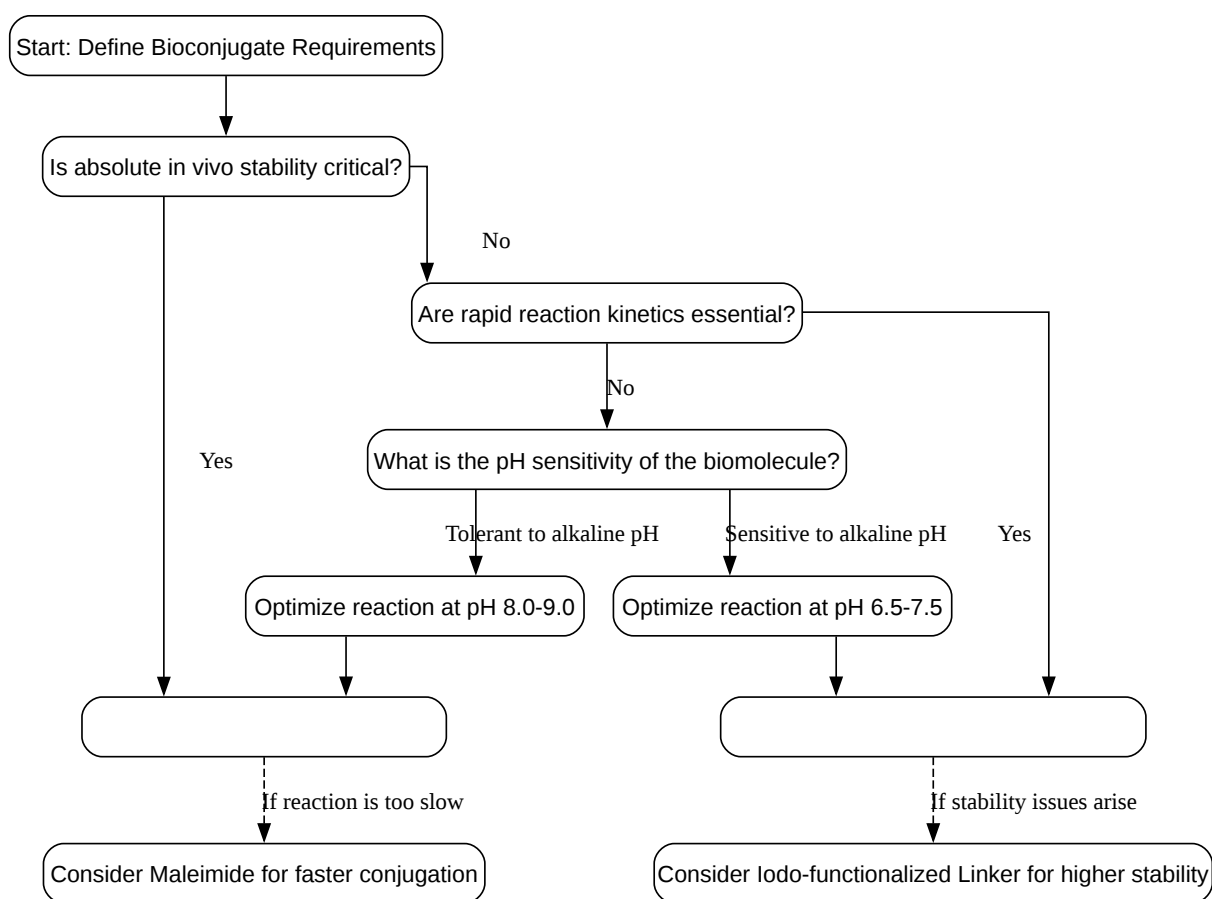 Start: Define Bioconjugate Requirements
Is absolute in vivo stability critical?
No
Are rapid reaction kinetics essential?
No
Yes
What is the pH sensitivity of the biomolecule?
Tolerant to alkaline pH
Sensitive to alkaline pH
Yes
Optimize reaction at pH 8.0-9.0
Optimize reaction at pH 6.5-7.5
If reaction is too slow
If stability issues arise
Consider Maleimide for faster conjugation
Consider Iodo-functionalized Linker for higher stability